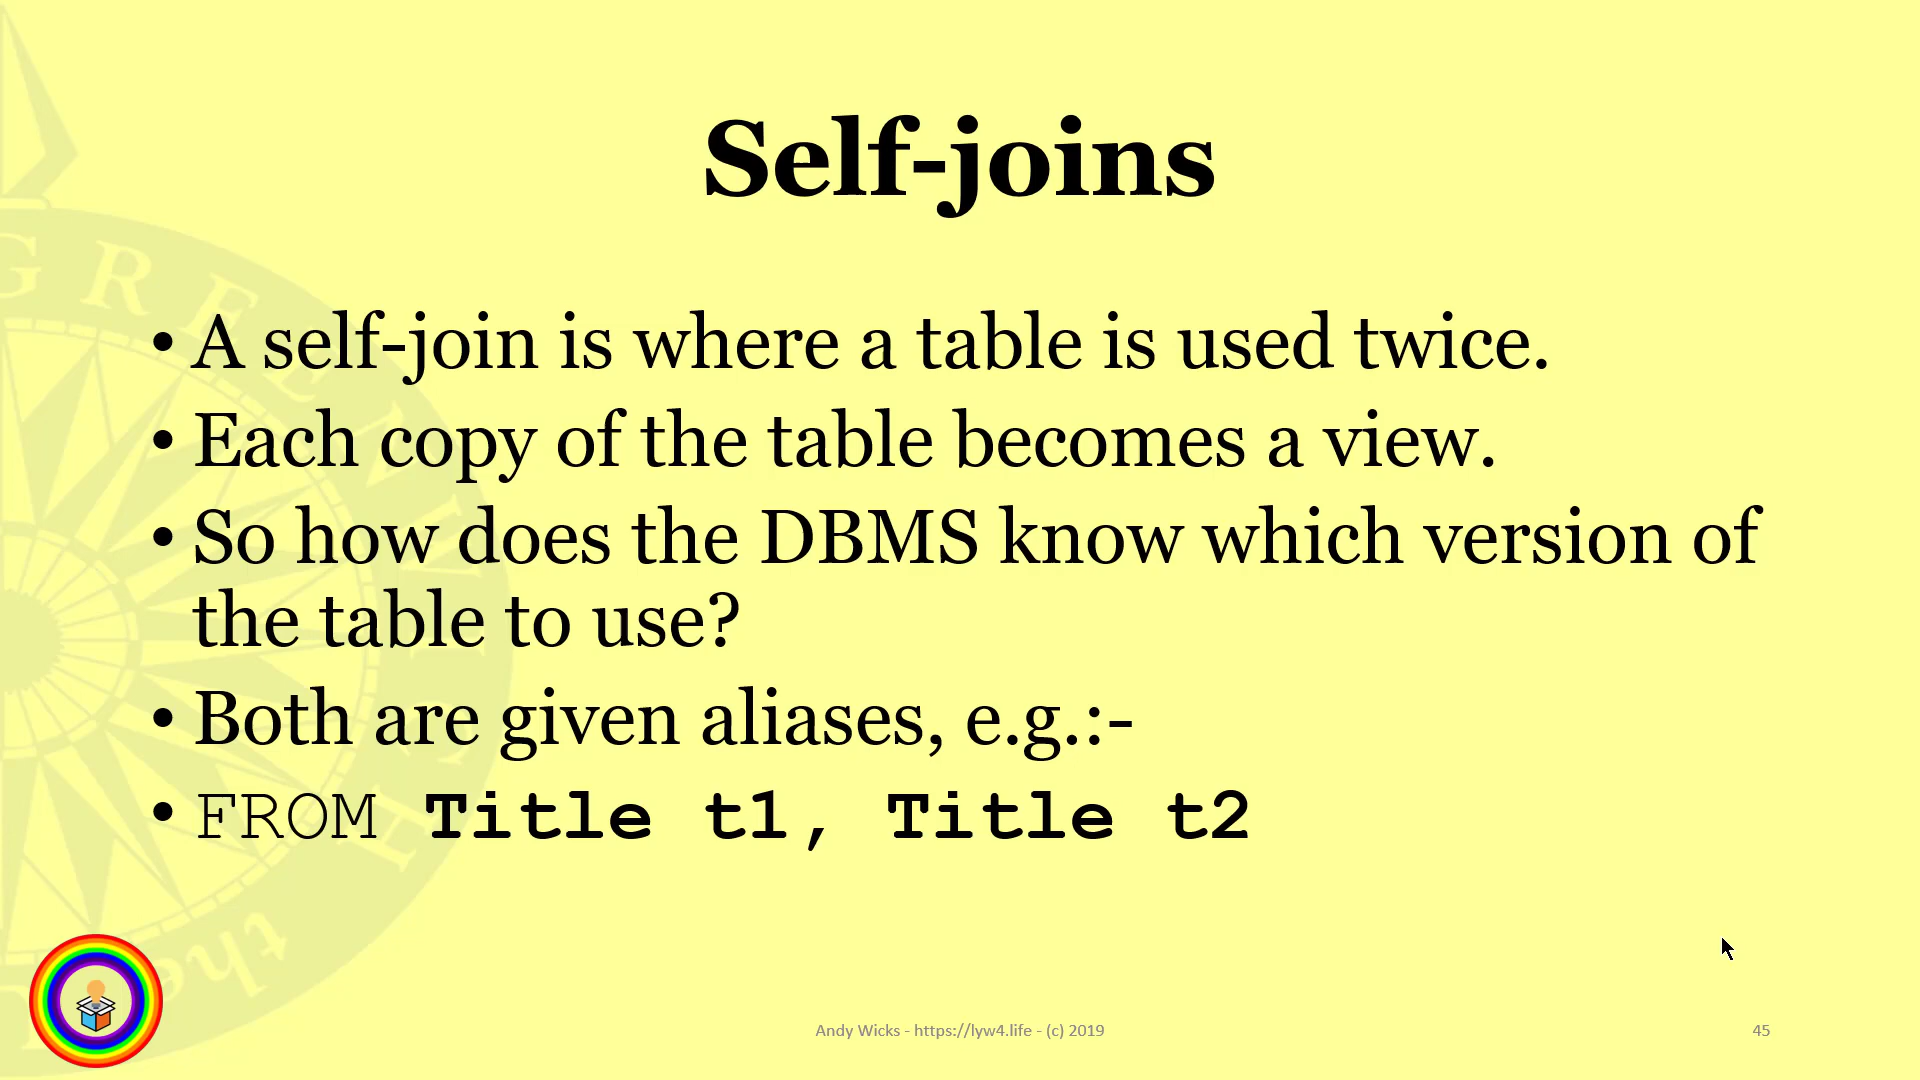 Self-joins
• A self-join is where a table is used twice.
• Each copy of the table becomes a view.
• So how does the DBMS know which version of
the table to use?
• Both are given aliases, e.g.:-
• FROM Title t1, Title t2
Andy Wicks - https://lyw4.life - (c) 2019
45